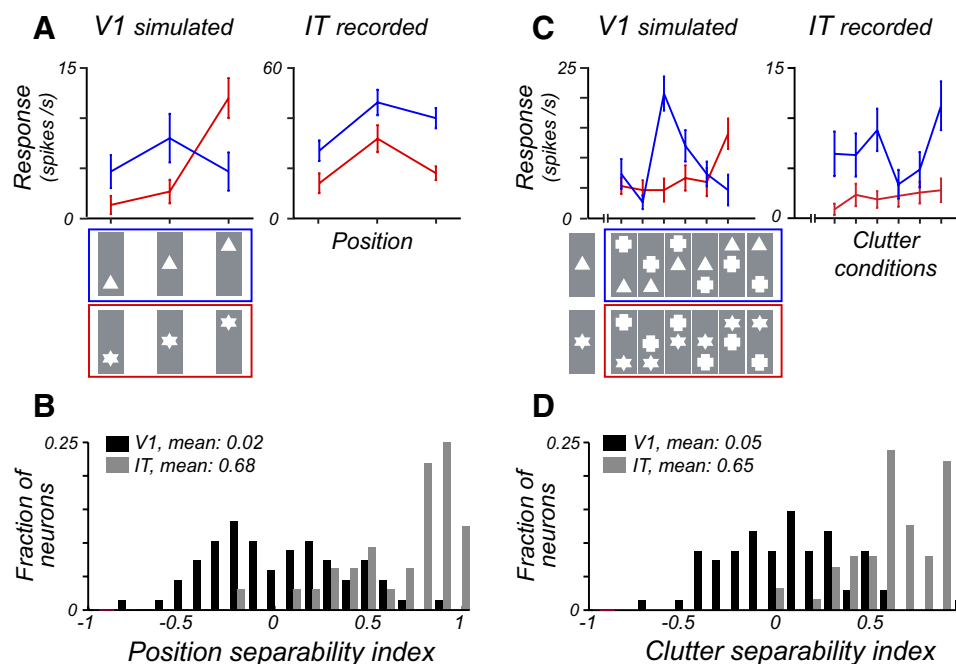 A V1 simulated IT recorded
15
Response (spikes /s)
0
60
0
Position
C V1 simulated IT recorded
25
Response (spikes /s)
0
15
0
Clutter
conditions
B
0.25
V1, mean: 0.02
IT, mean: 0.68
Fraction of
neurons
0
-1 -0.5 0 0.5 1
Position separability index
D
0.25
V1, mean: 0.05
IT, mean: 0.65
Fraction of
neurons
0
-1 -0.5 0 0.5
Clutter separability index